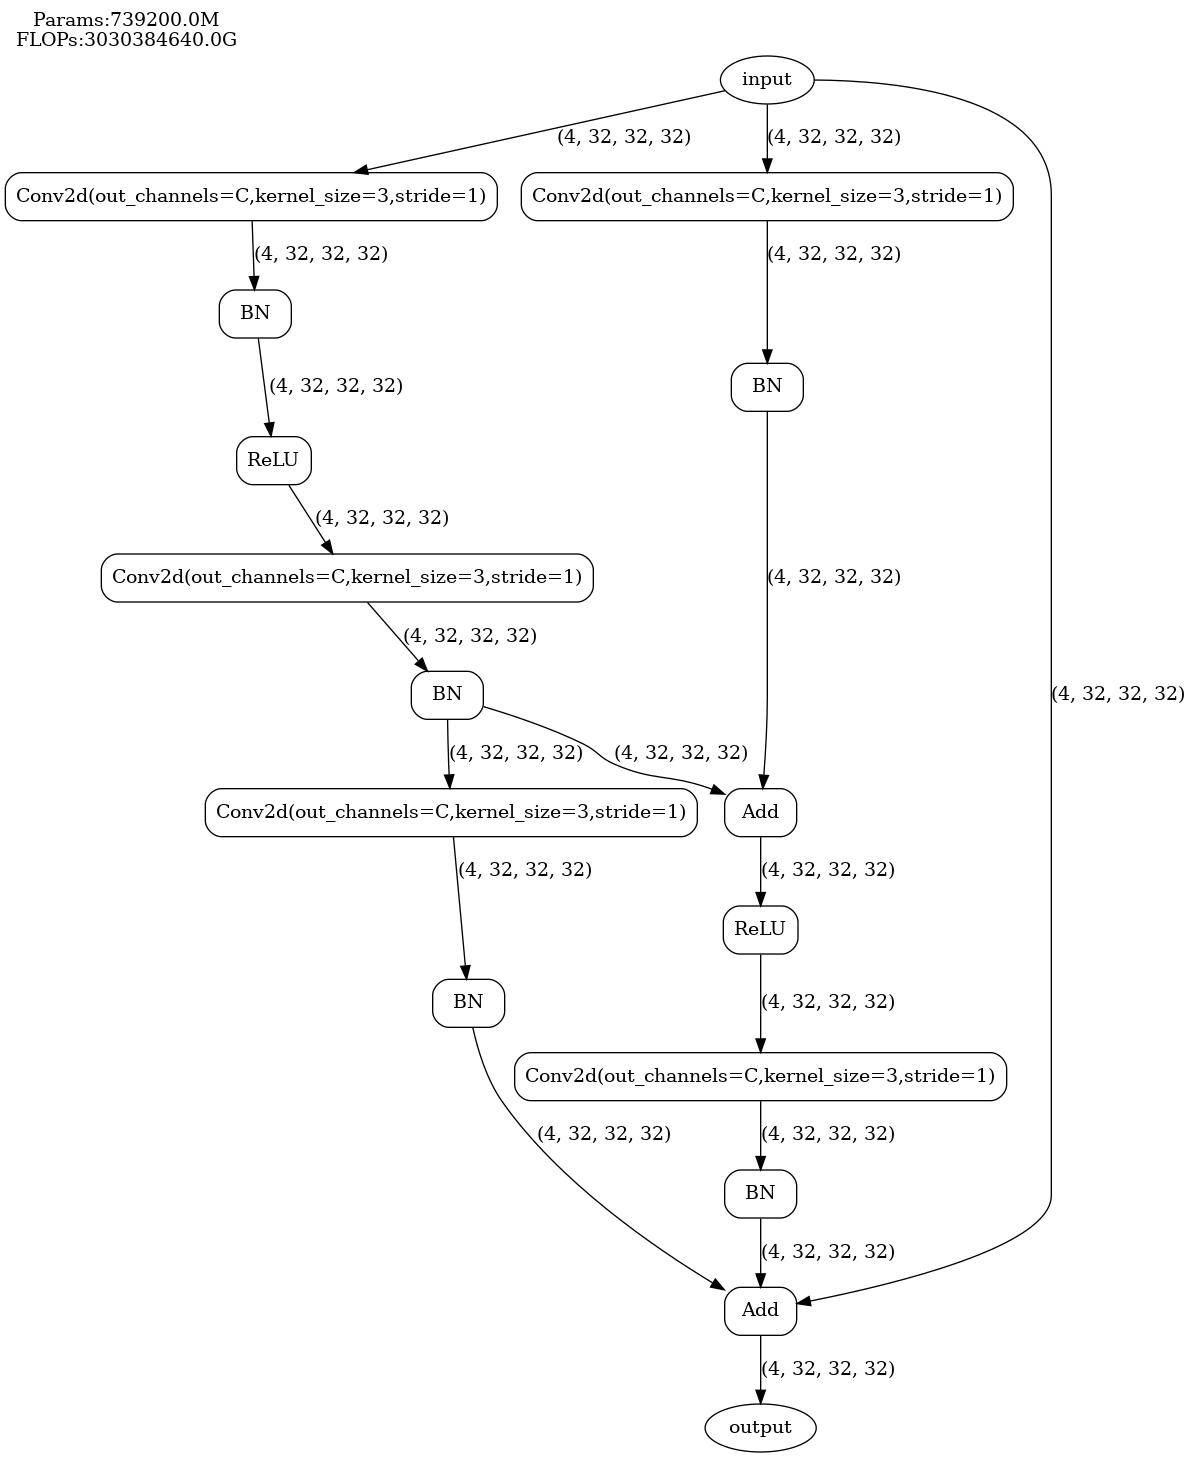 Params:739200.0M
FLOPs:3030384640.0G
input
(4, 32, 32, 32)
(4, 32, 32, 32)
Conv2d(out_channels=C,kernel_size=3,stride=1)
Conv2d(out_channels=C,kernel_size=3,stride=1)
(4, 32, 32, 32)
(4, 32, 32, 32)
BN
(4, 32, 32, 32)
BN
ReLU
(4, 32, 32, 32)
Conv2d(out_channels=C,kernel_size=3,stride=1)
(4, 32, 32, 32)
(4, 32, 32, 32)
BN
(4, 32, 32, 32)
(4, 32, 32, 32)
(4, 32, 32, 32)
Conv2d(out_channels=C,kernel_size=3,stride=1)
Add
(4, 32, 32, 32)
(4, 32, 32, 32)
ReLU
BN
(4, 32, 32, 32)
Conv2d(out_channels=C,kernel_size=3,stride=1)
(4, 32, 32, 32)
(4, 32, 32, 32)
BN
(4, 32, 32, 32)
Add
(4, 32, 32, 32)
output